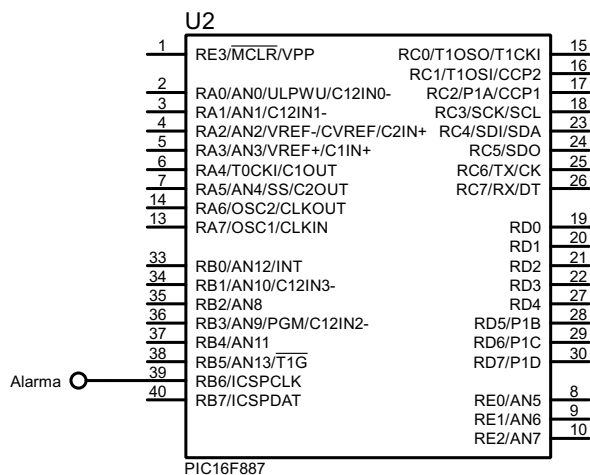 U2
1 RE3/MCLR/VPP RC0/T1OSO/T1CKI 15
RC1/T1OSI/CCP2 16
2 RA0/AN0/ULPWU/C12IN0- RC2/P1A/CCP1 17
3 RA1/AN1/C12IN1- RC3/SCK/SCL 18
4 RA2/AN2/VREF-/CVREF/C2IN+ RC4/SDI/SDA 23
5 RA3/AN3/VREF+/C1IN+ RC5/SDO 24
6 RA4/T0CKI/C1OUT RC6/TX/CK 25
7 RA5/AN4/SS/C2OUT RC7/RX/DT 26
14 RA6/OSC2/CLKOUT
13 RA7/OSC1/CLKIN RD0 19
RD1 20
33 RB0/AN12/INT RD2 21
34 RB1/AN10/C12IN3- RD3 22
35 RB2/AN8 RD4 27
36 RB3/AN9/PGM/C12IN2- RD5/P1B 28
37 RB4/AN11 RD6/P1C 29
38 RB5/AN13/T1G RD7/P1D 30
Alarma 39 RB6/ICSPCLK
40 RB7/ICSPDAT RE0/AN5 8
RE1/AN6 9
RE2/AN7 10
PIC16F887